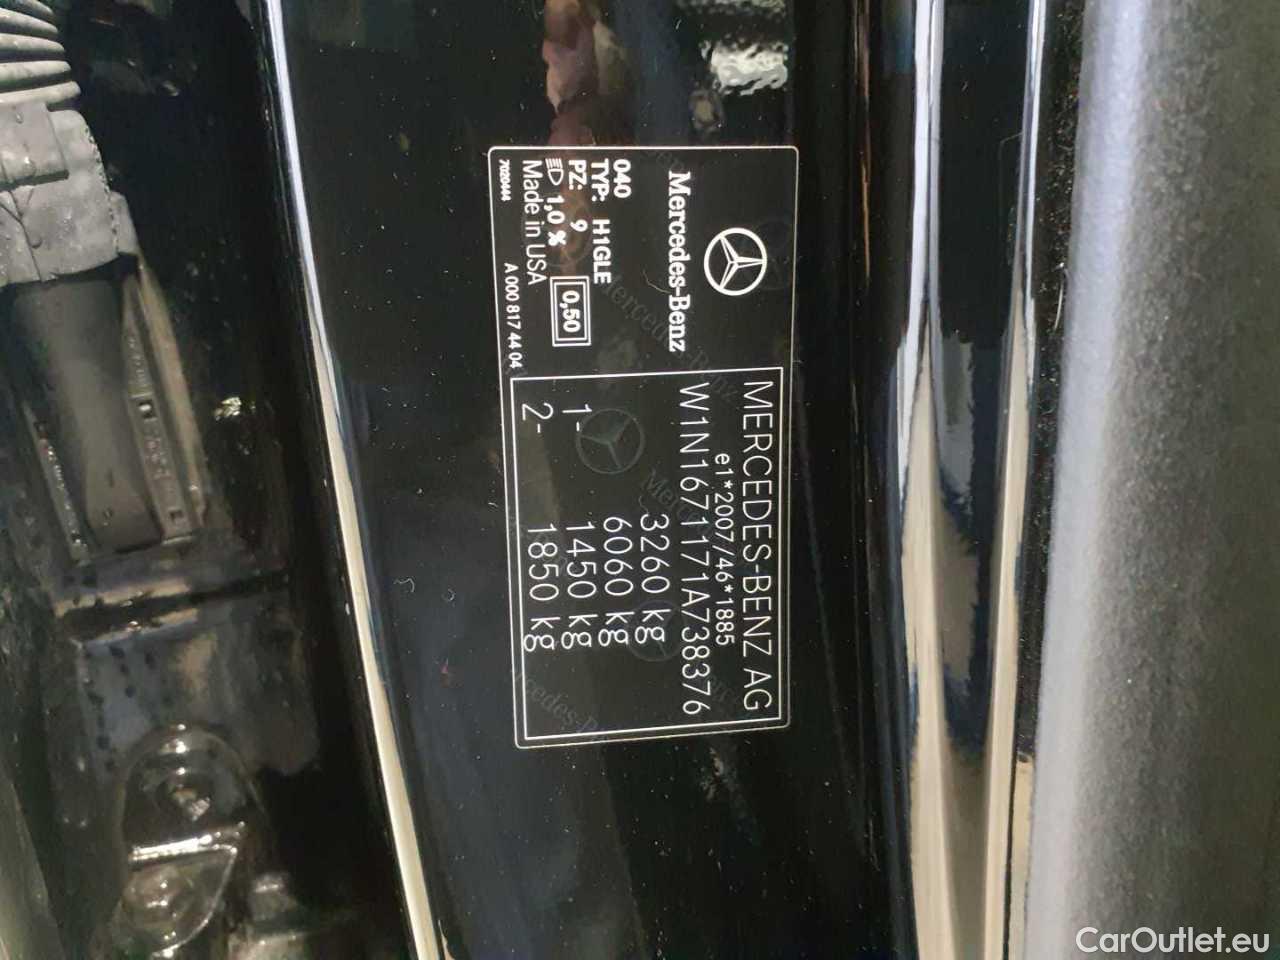 Mercedes-Benz
040
TYP: H1GLE
PZ: 9
1,0 %
0,50
Made in USA
7020444
A 000 817 44 04
MERCEDES-BENZ AG
e1*2007/46*1885
W1N1671171A738376
3260 kg
6060 kg
1- 1450 kg
2- 1850 kg
CarOutlet.eu